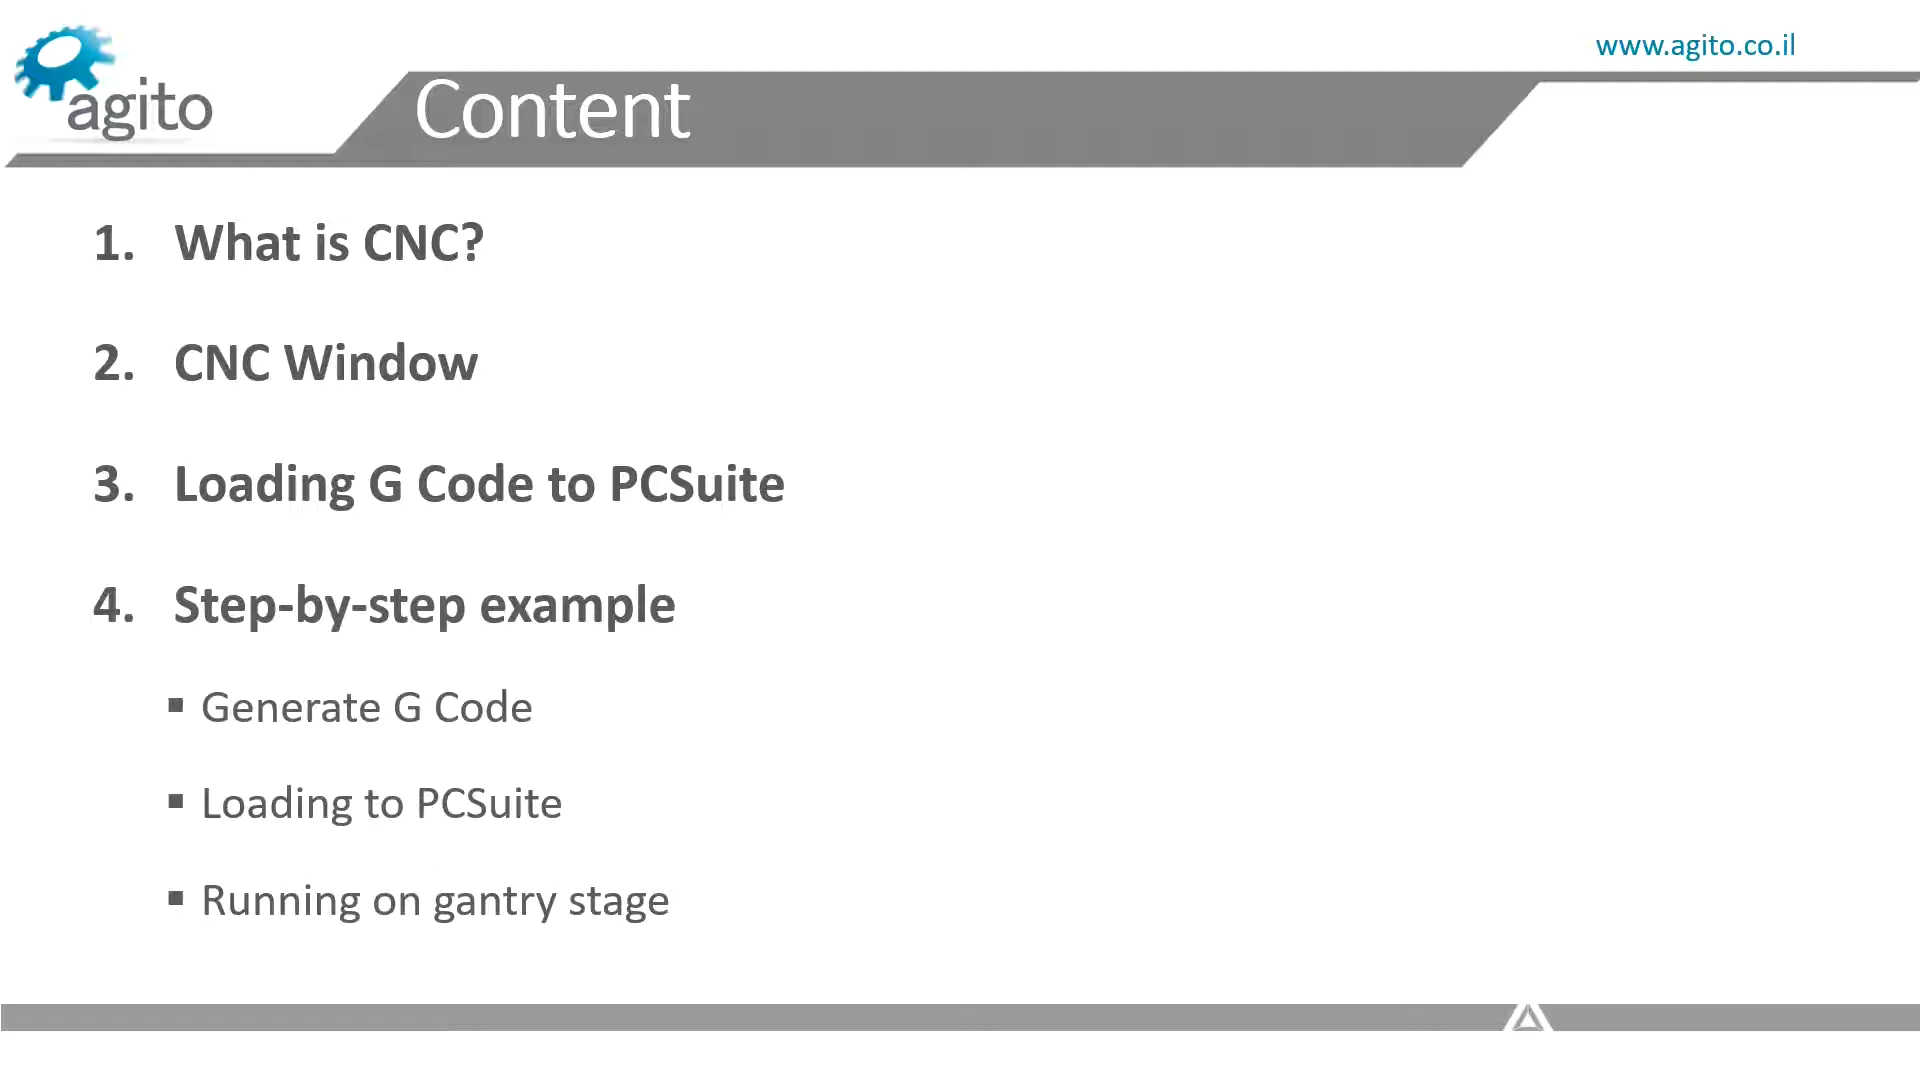 www.agito.co.il
agito
Content
1. What is CNC?
2. CNC Window
3. Loading G Code to PCSuite
4. Step-by-step example
▪ Generate G Code
▪ Loading to PCSuite
▪ Running on gantry stage